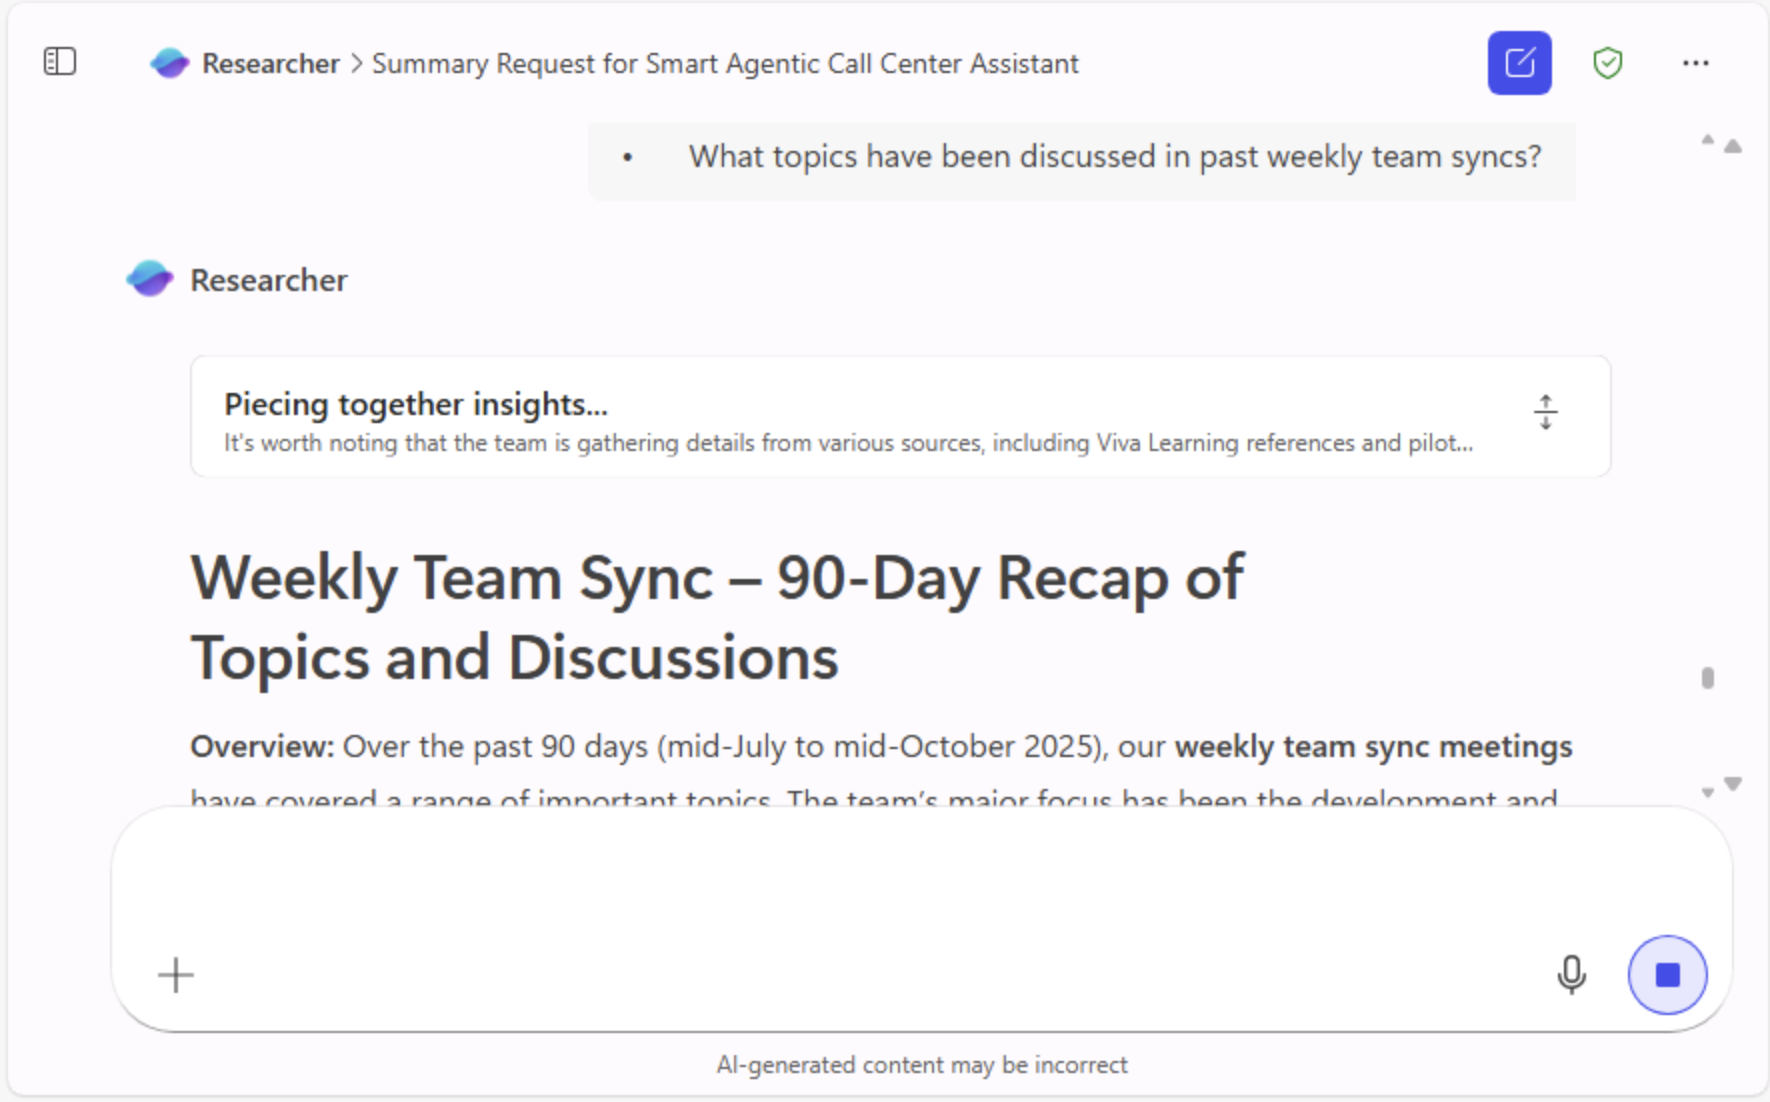 Researcher > Summary Request for Smart Agentic Call Center Assistant
• What topics have been discussed in past weekly team syncs?
Researcher
Piecing together insights...
It's worth noting that the team is gathering details from various sources, including Viva Learning references and pilot...
Weekly Team Sync – 90-Day Recap of
Topics and Discussions
Overview: Over the past 90 days (mid-July to mid-October 2025), our weekly team sync meetings
have covered a range of important topics. The team’s major focus has been the development and
AI-generated content may be incorrect